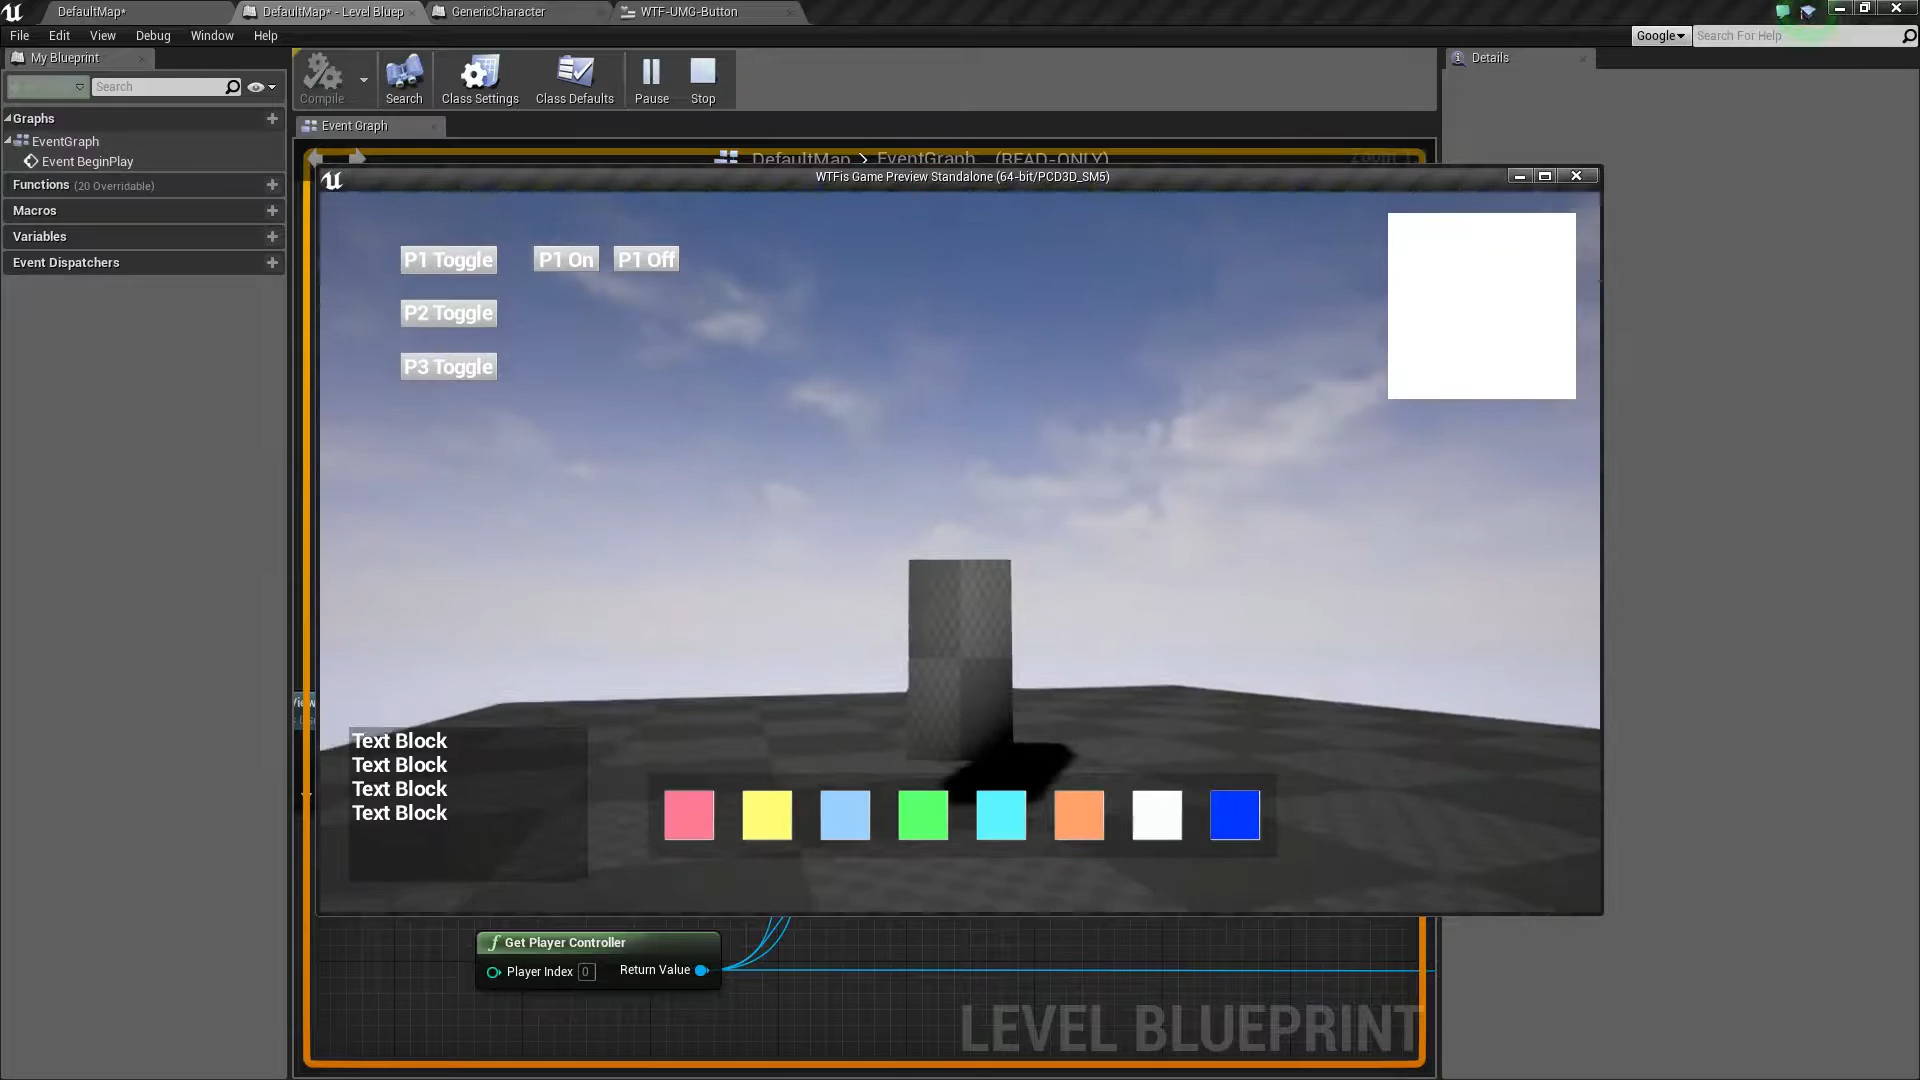 DefaultMap*
DefaultMap* - Level Bluep
GenericCharacter
WTF-UMG-Button
File Edit View Debug Window Help
Google
Search For Help
My Blueprint
Search
Graphs
EventGraph
Event BeginPlay
Functions (20 Overridable)
Macros
Variables
Event Dispatchers
Compile
Search
Class Settings
Class Defaults
Pause
Stop
Event Graph
Details
DefaultMap > EventGraph (READ-ONLY)
Zoom
WTFis Game Preview Standalone (64-bit/PCD3D_SM5)
P1 Toggle
P1 On
P1 Off
P2 Toggle
P3 Toggle
Text Block
Text Block
Text Block
Text Block
Get Player Controller
Player Index 0
Return Value
LEVEL BLUEPRINT